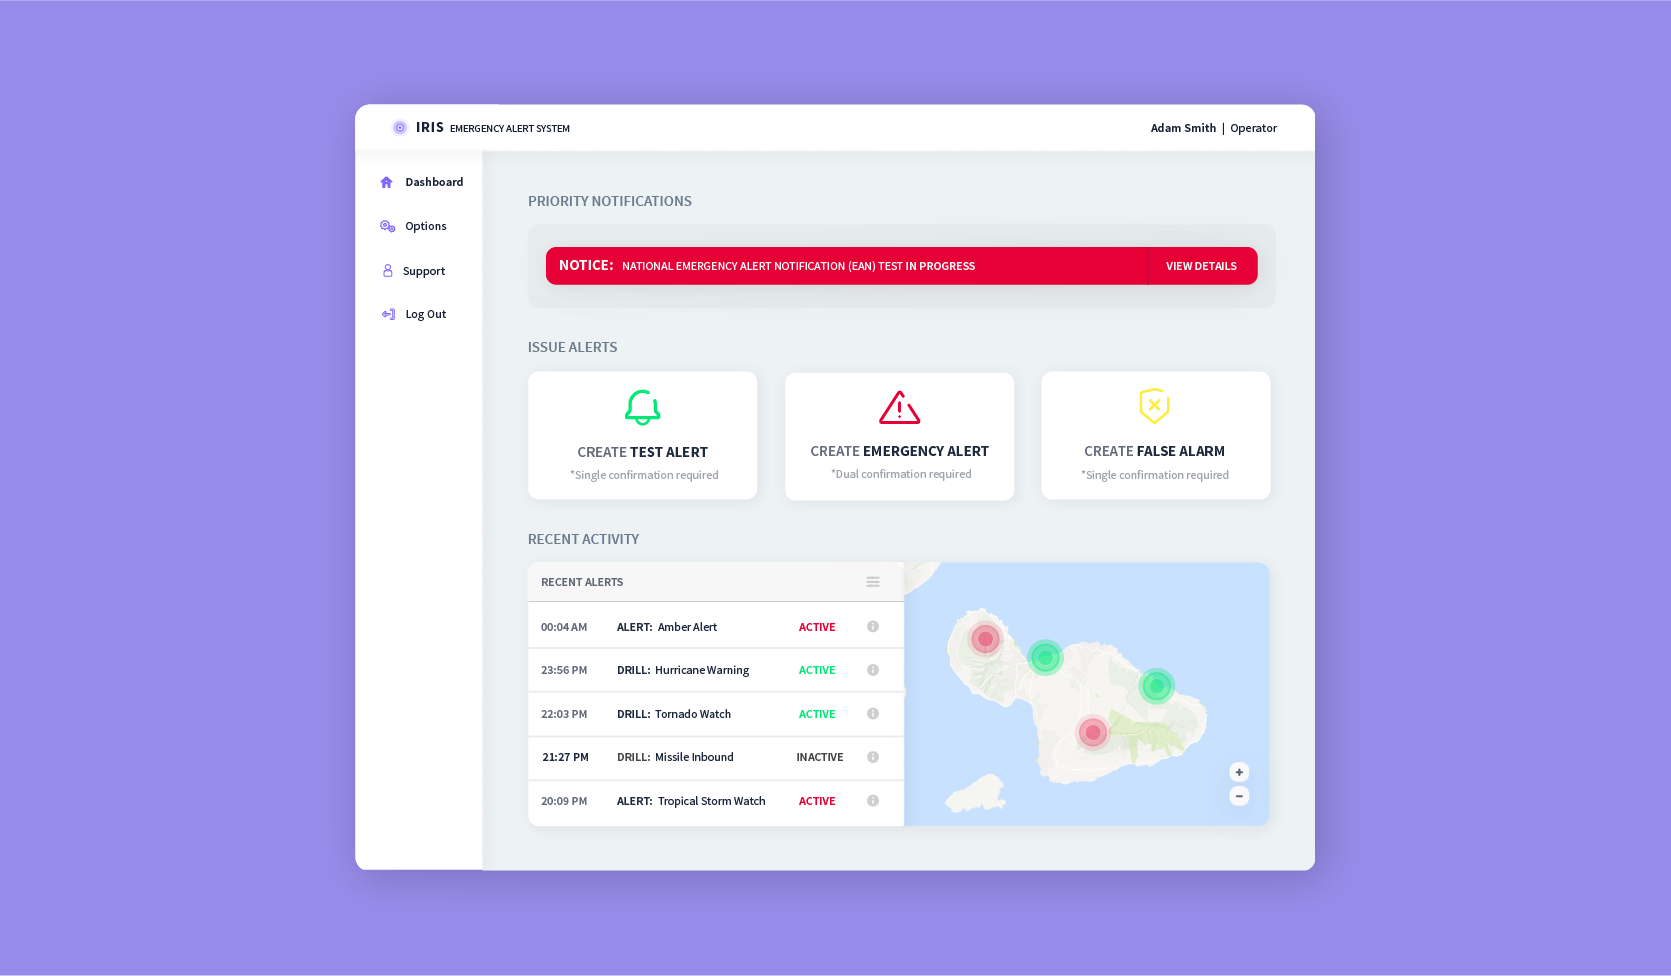 IRIS EMERGENCY ALERT SYSTEM
Adam Smith | Operator
Dashboard
Options
Support
Log Out
PRIORITY NOTIFICATIONS
NOTICE: NATIONAL EMERGENCY ALERT NOTIFICATION (EAN) TEST IN PROGRESS
VIEW DETAILS
ISSUE ALERTS
CREATE TEST ALERT
*Single confirmation required
CREATE EMERGENCY ALERT
*Dual confirmation required
CREATE FALSE ALARM
*Single confirmation required
RECENT ACTIVITY
RECENT ALERTS
00:04 AM ALERT: Amber Alert ACTIVE
23:56 PM DRILL: Hurricane Warning ACTIVE
22:03 PM DRILL: Tornado Watch ACTIVE
21:27 PM DRILL: Missile Inbound INACTIVE
20:09 PM ALERT: Tropical Storm Watch ACTIVE